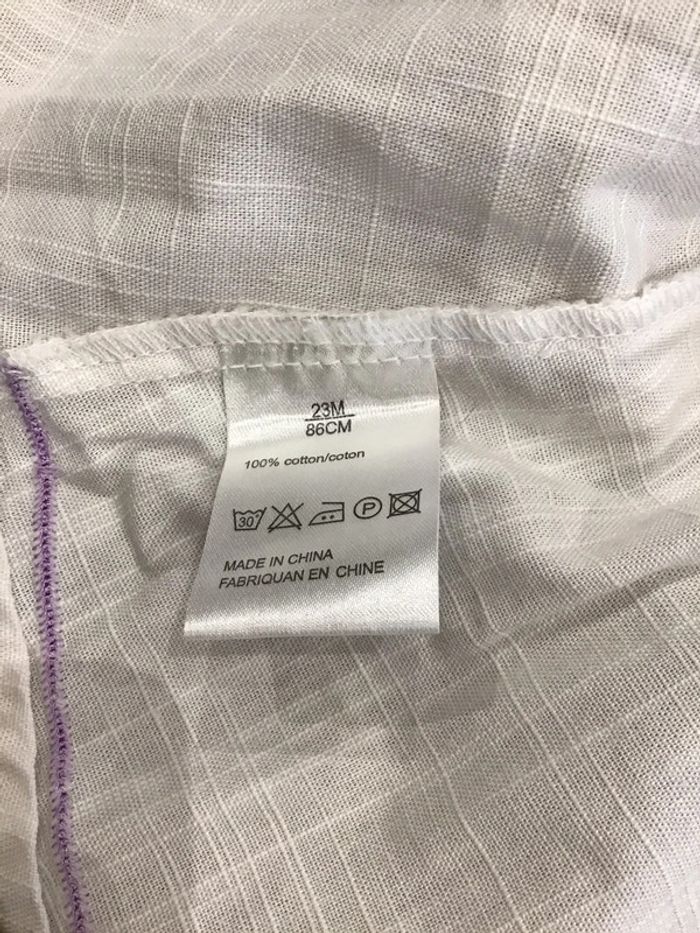 23M
86CM
100% cotton/coton
30 P
MADE IN CHINA
FABRIQUAN EN CHINE